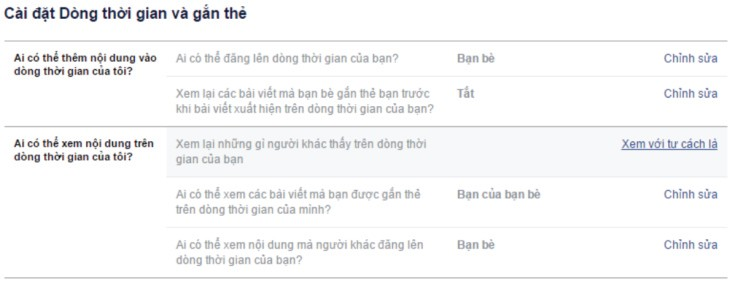 Cài đặt Dòng thời gian và gắn thẻ
Ai có thể thêm nội dung vào
dòng thời gian của tôi?
Ai có thể đăng lên dòng thời gian của bạn?
Bạn bè
Chỉnh sửa
Xem lại các bài viết mà bạn bè gắn thẻ bạn trước
khi bài viết xuất hiện trên dòng thời gian của bạn?
Tắt
Chỉnh sửa
Ai có thể xem nội dung trên
dòng thời gian của tôi?
Xem lại những gì người khác thấy trên dòng thời
gian của bạn
Xem với tư cách là
Ai có thể xem các bài viết mà bạn được gắn thẻ
trên dòng thời gian của mình?
Bạn của bạn bè
Chỉnh sửa
Ai có thể xem nội dung mà người khác đăng lên
dòng thời gian của bạn?
Bạn bè
Chỉnh sửa